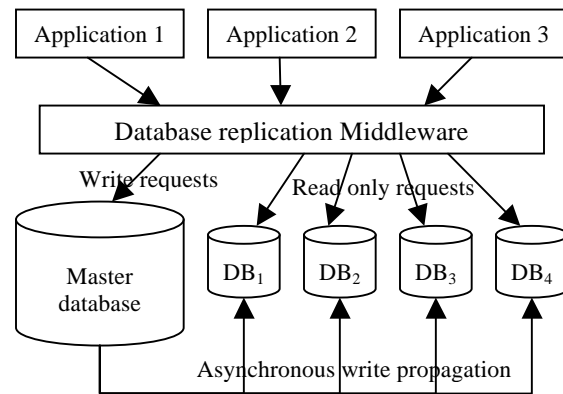 Application 1
Application 2
Application 3
Database replication Middleware
Write requests
Read only requests
Master
database
DB₁
DB₂
DB₃
DB₄
Asynchronous write propagation